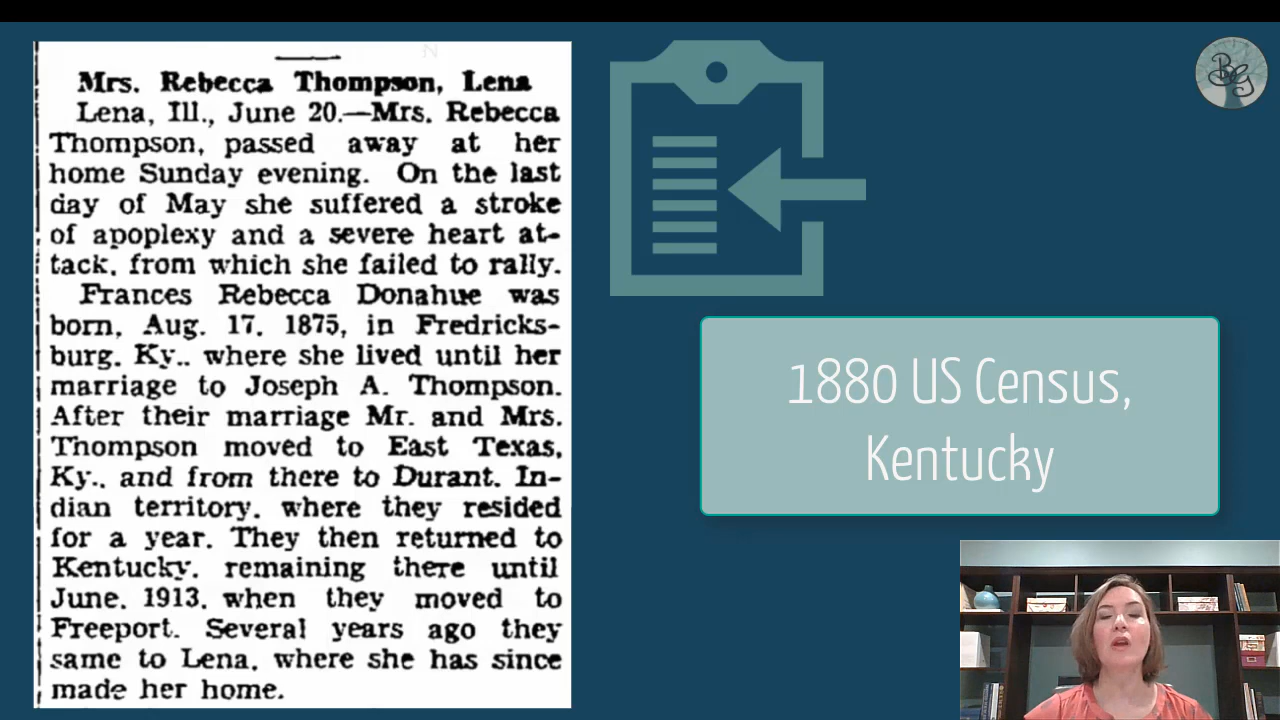 Mrs. Rebecca Thompson, Lena
Lena, Ill., June 20.—Mrs. Rebecca
Thompson, passed away at her
home Sunday evening. On the last
day of May she suffered a stroke
of apoplexy and a severe heart at-
tack, from which she failed to rally.
Frances Rebecca Donahue was
born, Aug. 17, 1875, in Fredricks-
burg, Ky., where she lived until her
marriage to Joseph A. Thompson.
After their marriage Mr. and Mrs.
Thompson moved to East Texas,
Ky., and from there to Durant, In-
dian territory, where they resided
for a year. They then returned to
Kentucky, remaining there until
June, 1913, when they moved to
Freeport. Several years ago they
same to Lena, where she has since
made her home.
1880 US Census,
Kentucky
BCG